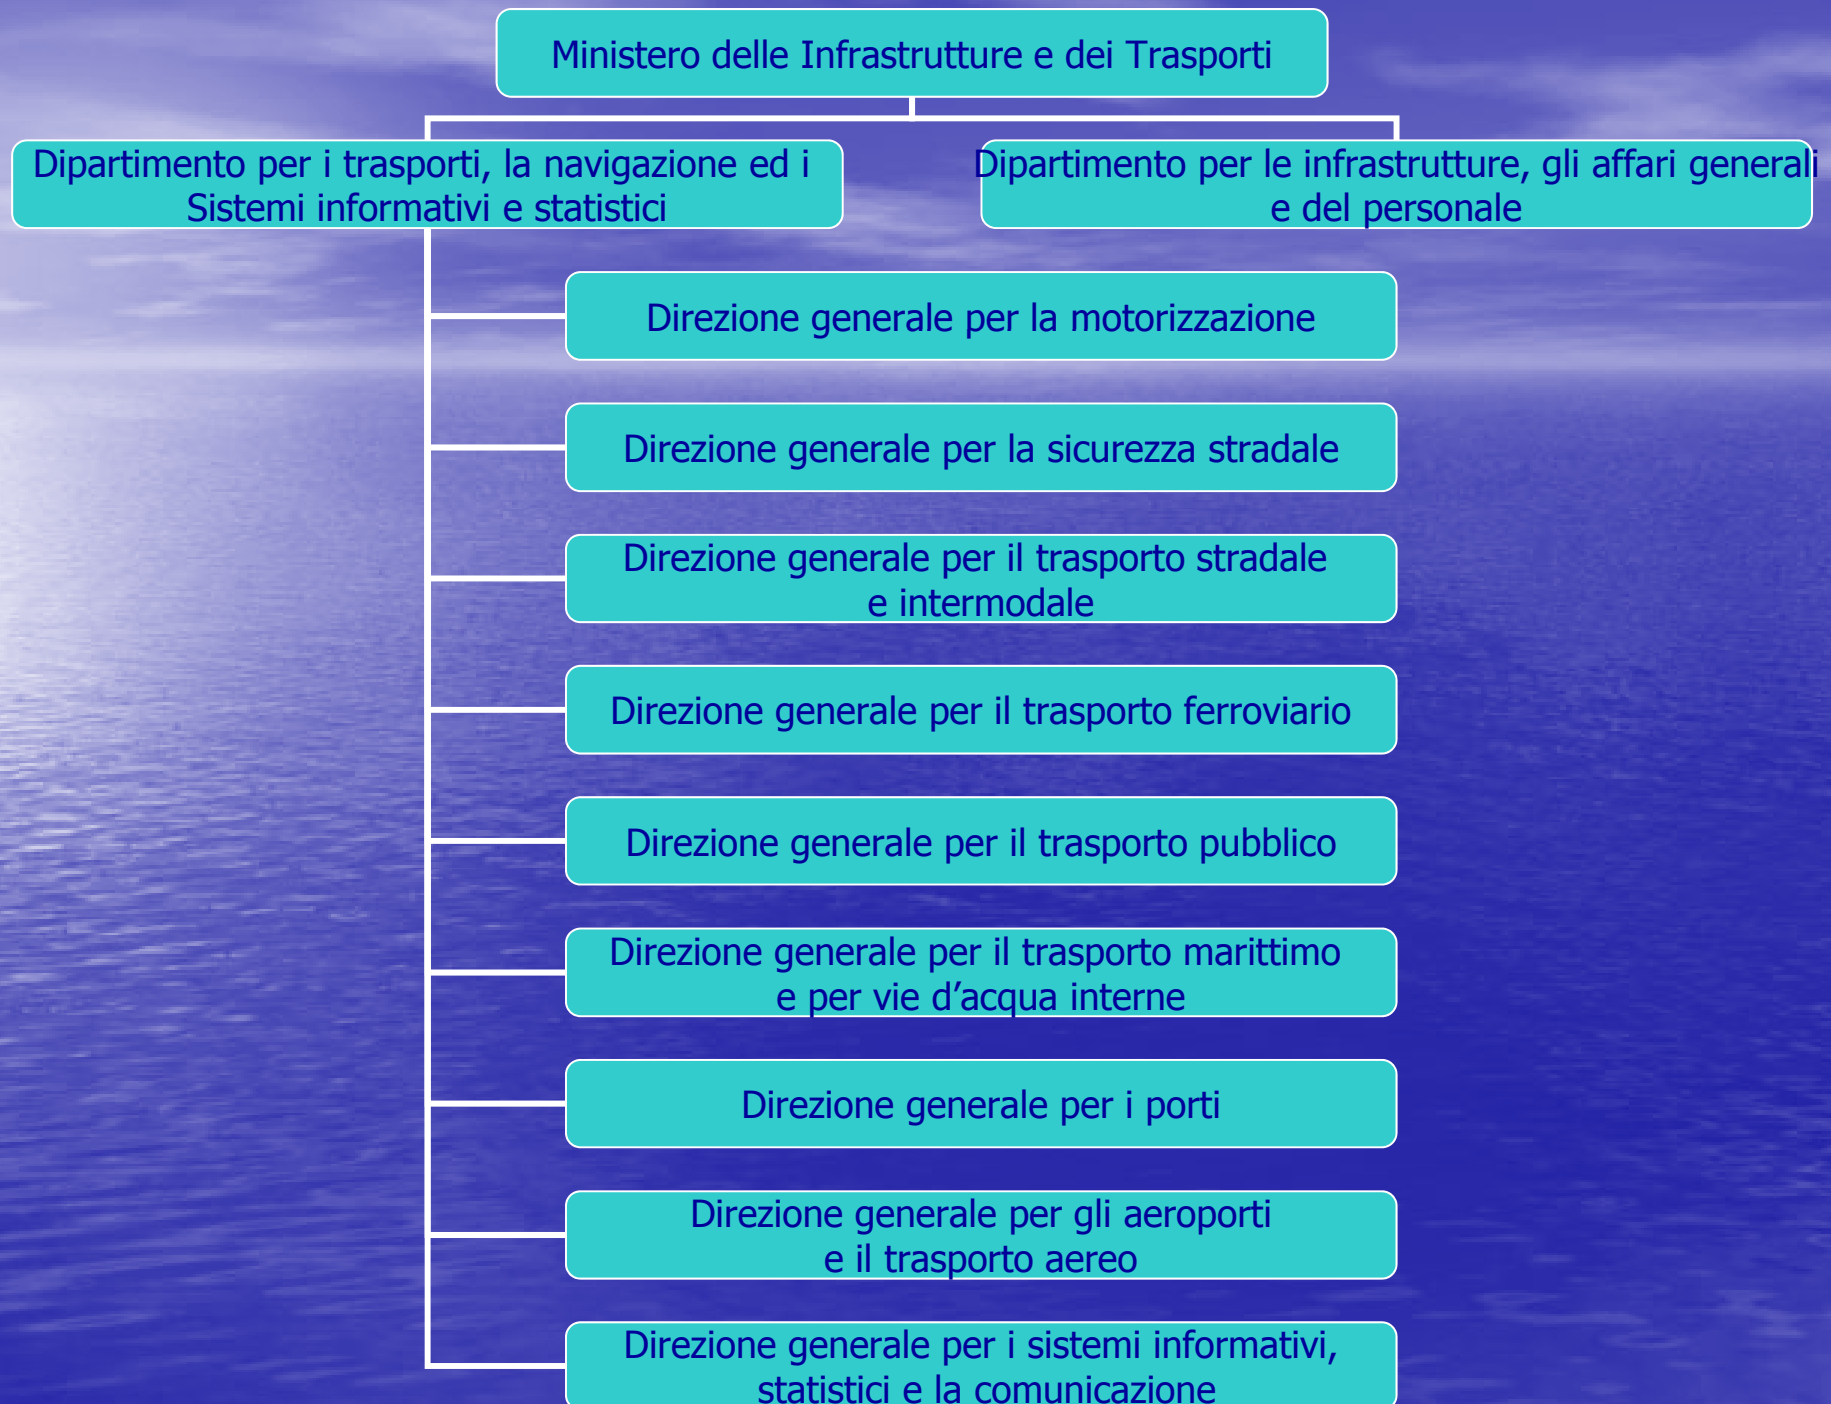 Ministero delle Infrastrutture e dei Trasporti
Dipartimento per i trasporti, la navigazione ed i
Sistemi informativi e statistici
Dipartimento per le infrastrutture, gli affari generali
e del personale
Direzione generale per la motorizzazione
Direzione generale per la sicurezza stradale
Direzione generale per il trasporto stradale
e intermodale
Direzione generale per il trasporto ferroviario
Direzione generale per il trasporto pubblico
Direzione generale per il trasporto marittimo
e per vie d’acqua interne
Direzione generale per i porti
Direzione generale per gli aeroporti
e il trasporto aereo
Direzione generale per i sistemi informativi,
statistici e la comunicazione